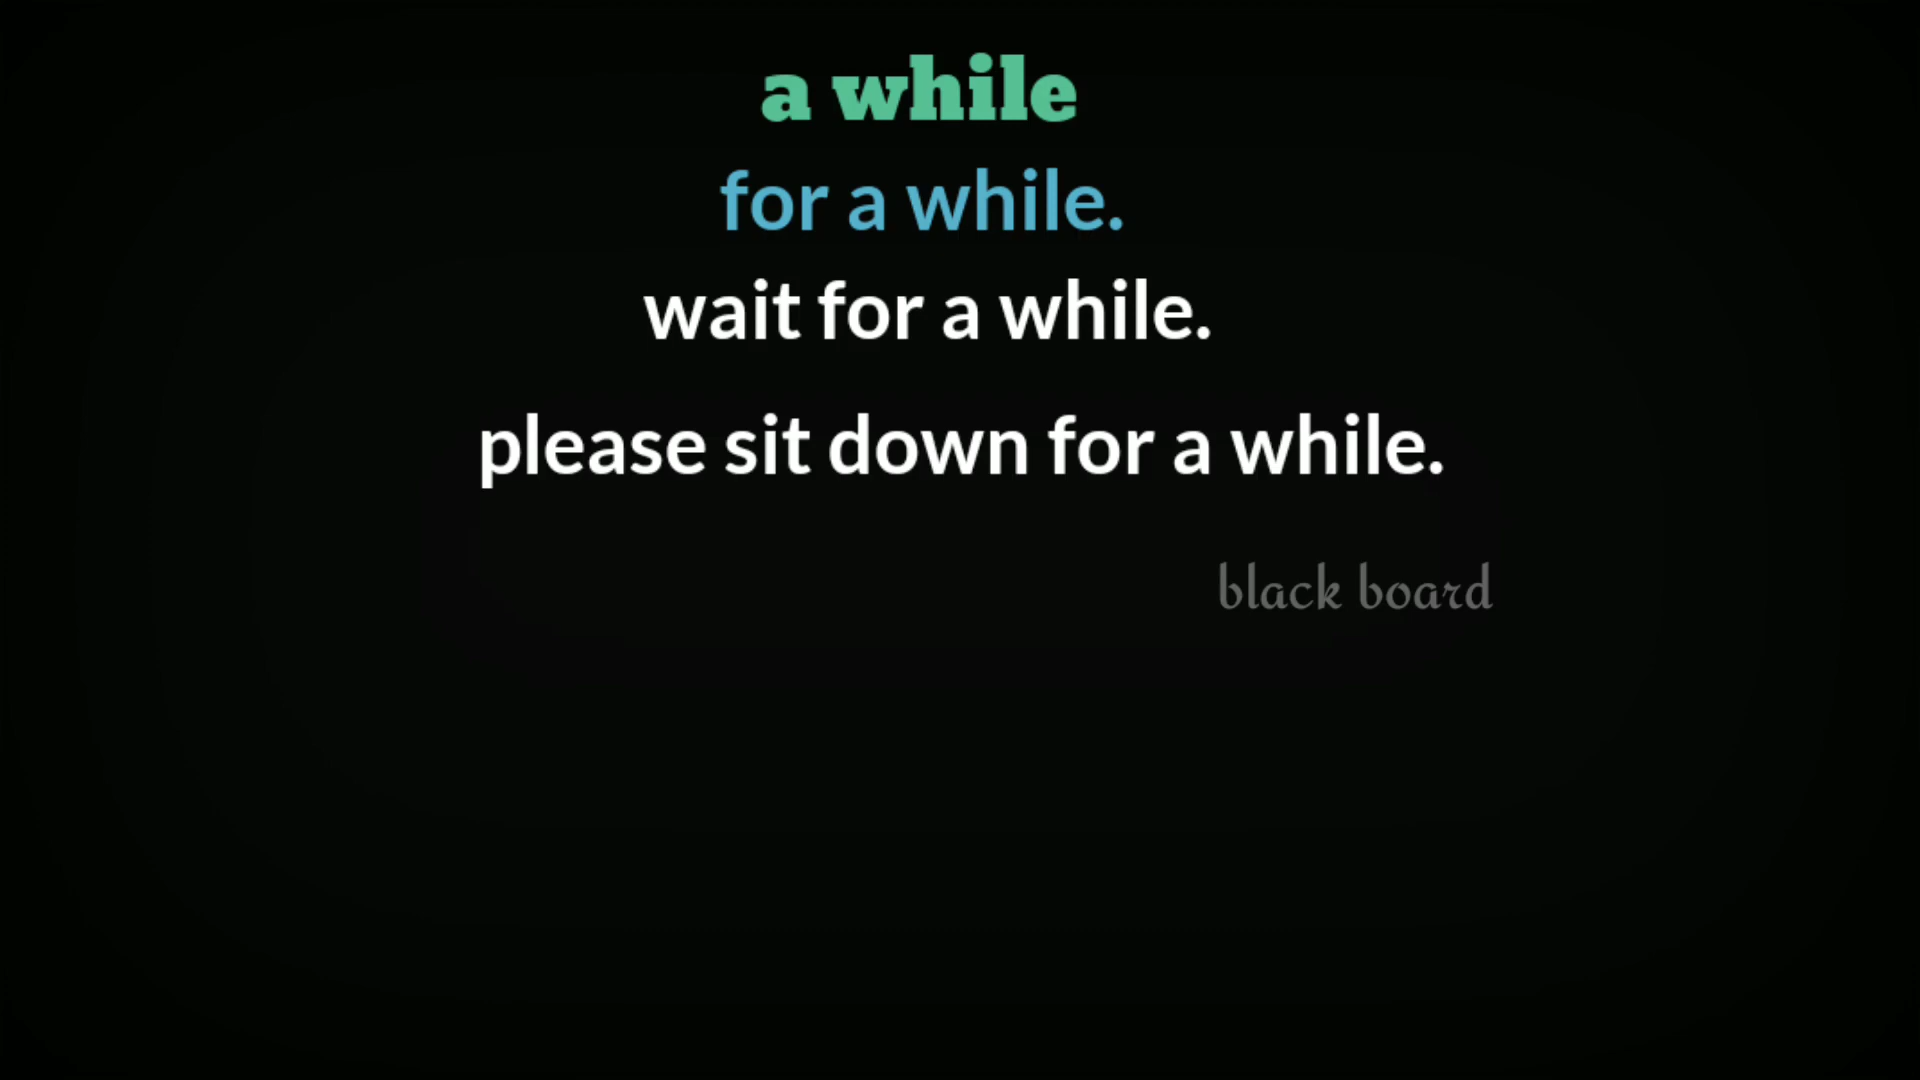 a while
for a while.
wait for a while.
please sit down for a while.
black board